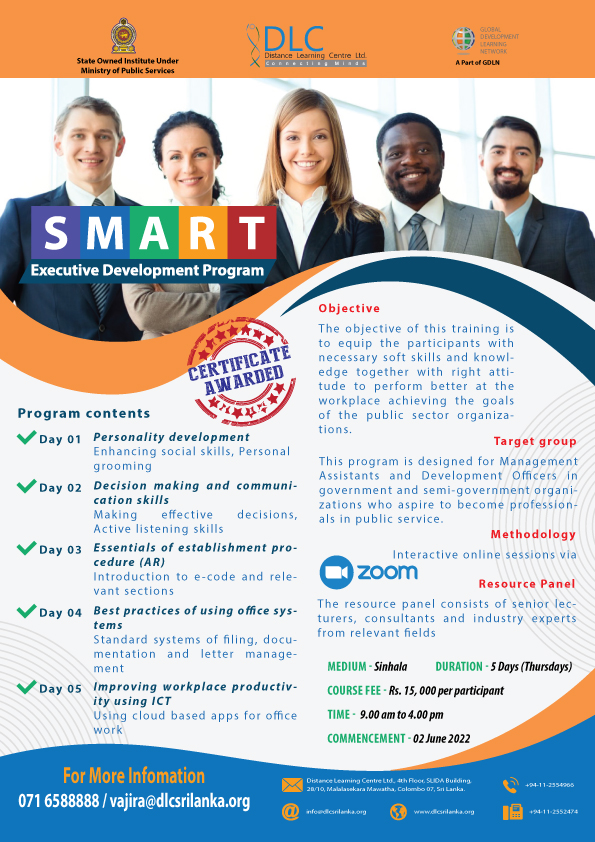 State Owned Institute Under
Ministry of Public Services
DLC
Distance Learning Centre Ltd.
Connecting Minds
GLOBAL
DEVELOPMENT
LEARNING
NETWORK
A Part of GDLN
SMART
Executive Development Program
CERTIFICATE
AWARDED
Objective
The objective of this training is
to equip the participants with
necessary soft skills and knowl-
edge together with right atti-
tude to perform better at the
workplace achieving the goals
of the public sector organiza-
tions.
Target group
This program is designed for Management
Assistants and Development Officers in
government and semi-government organi-
zations who aspire to become profession-
als in public service.
Methodology
Interactive online sessions via
zoom
Resource Panel
The resource panel consists of senior lec-
turers, consultants and industry experts
from relevant fields
Program contents
Day 01 Personality development
Enhancing social skills, Personal
grooming
Day 02 Decision making and communi-
cation skills
Making effective decisions,
Active listening skills
Day 03 Essentials of establishment pro-
cedure (AR)
Introduction to e-code and rele-
vant sections
Day 04 Best practices of using office sys-
tems
Standard systems of filing, docu-
mentation and letter manage-
ment
Day 05 Improving workplace productiv-
ity using ICT
Using cloud based apps for office
work
MEDIUM - Sinhala DURATION - 5 Days (Thursdays)
COURSE FEE - Rs. 15, 000 per participant
TIME - 9.00 am to 4.00 pm
COMMENCEMENT - 02 June 2022
For More Infomation
071 6588888 / vajira@dlcsrilanka.org
Distance Learning Centre Ltd., 4th Floor, SLIDA Building,
28/10, Malalasekara Mawatha, Colombo 07, Sri Lanka.
info@dlcsrilanka.org
www.dlcsrilanka.org
+94-11-2554966
+94-11-2552474